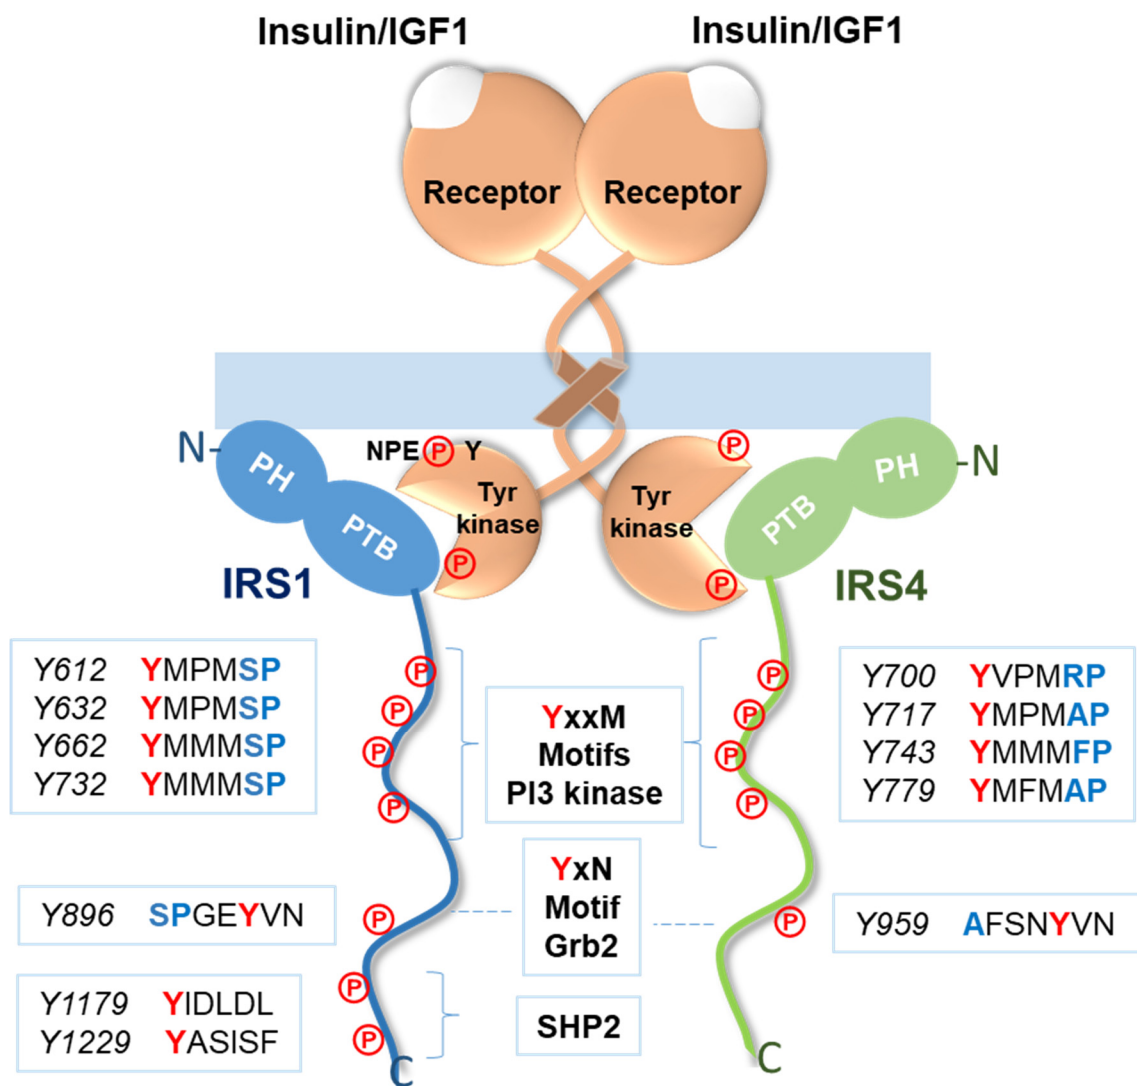 Insulin/IGF1
Insulin/IGF1
Receptor
Receptor
N
PH
PTB
IRS1
NPE P Y
Tyr
kinase
P
Tyr
kinase
P
P
PTB
PH
N
IRS4
Y612 YMPMSP
Y632 YMPMSP
Y662 YMMMSP
Y732 YMMMSP
P
P
P
P
YxxM
Motifs
PI3 kinase
P
P
P
P
Y700 YVPMRP
Y717 YMPMAP
Y743 YMMMFP
Y779 YMFMAP
Y896 SPGEYVN
P
YxN
Motif
Grb2
P
Y959 AFSNYVN
Y1179 YIDLDL
Y1229 YASISF
P
P
C
SHP2
C